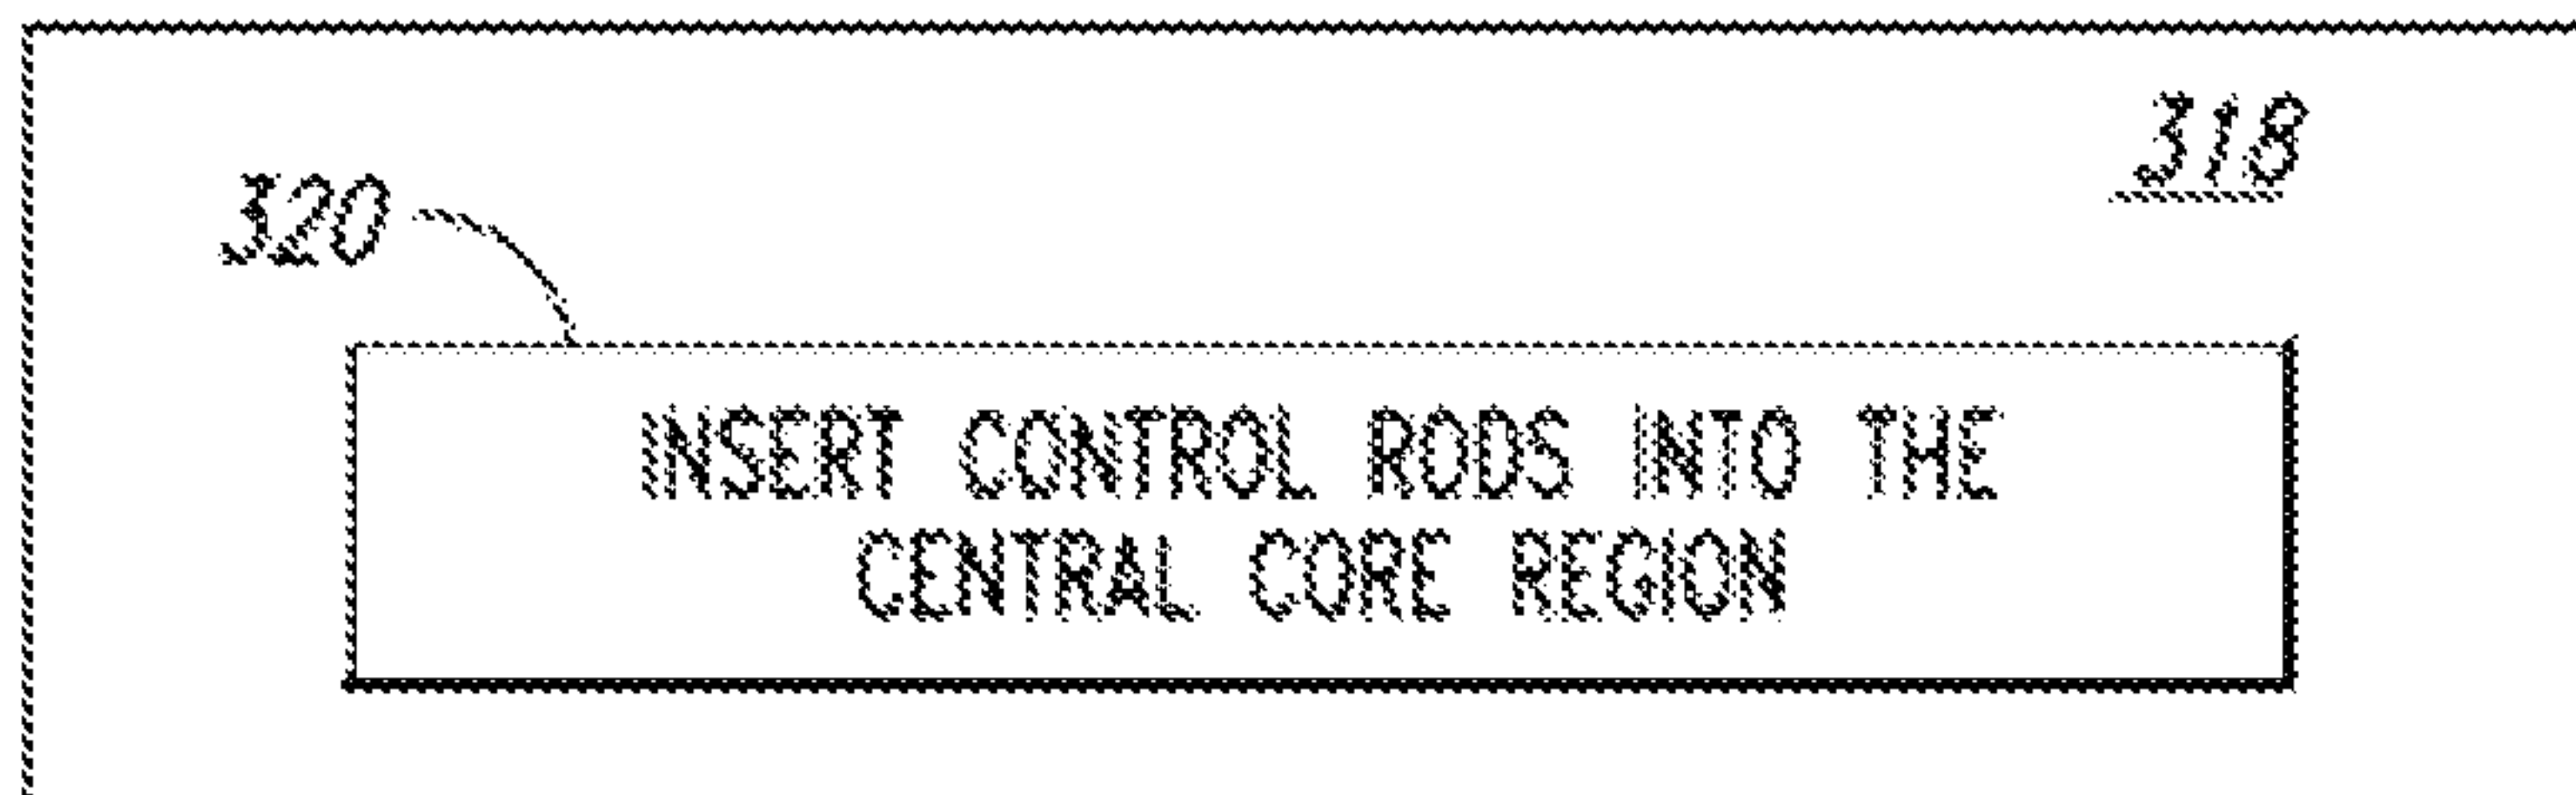 318
320
INSERT CONTROL RODS INTO THE
CENTRAL CORE REGION